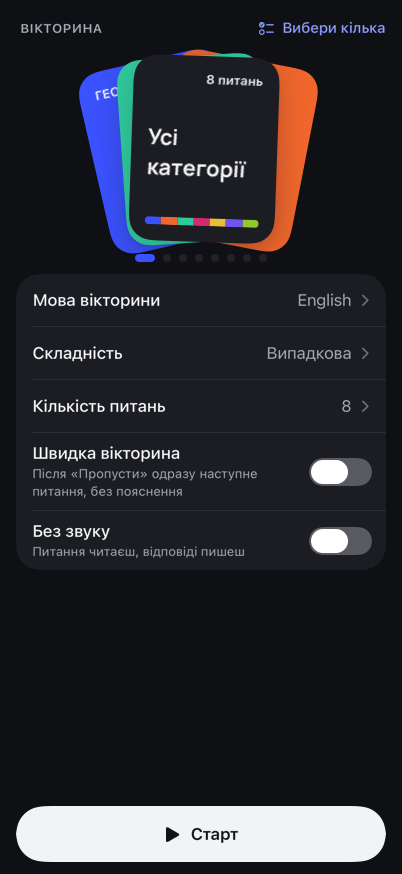 ВІКТОРИНА
Вибери кілька
8 питань
Усі
категорії
Мова вікторини
English
Складність
Випадкова
Кількість питань
8
Швидка вікторина
Після «Пропусти» одразу наступне
питання, без пояснення
Без звуку
Питання читаєш, відповіді пишеш
Старт